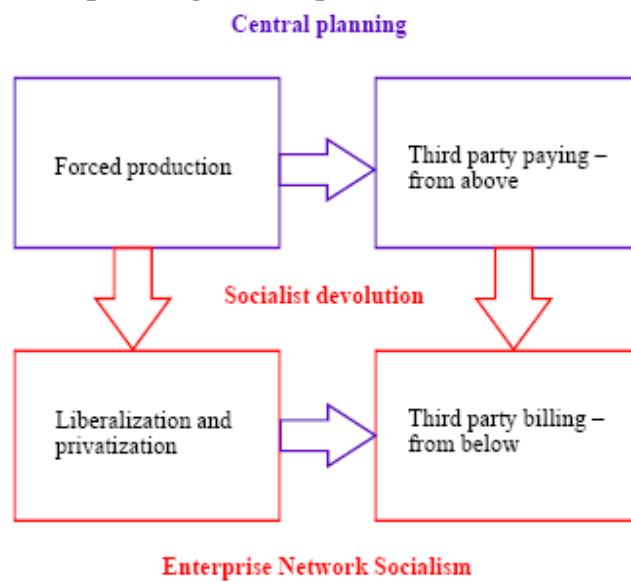 Central planning
Forced production
Third party paying –
from above
Socialist devolution
Liberalization and
privatization
Third party billing –
from below
Enterprise Network Socialism